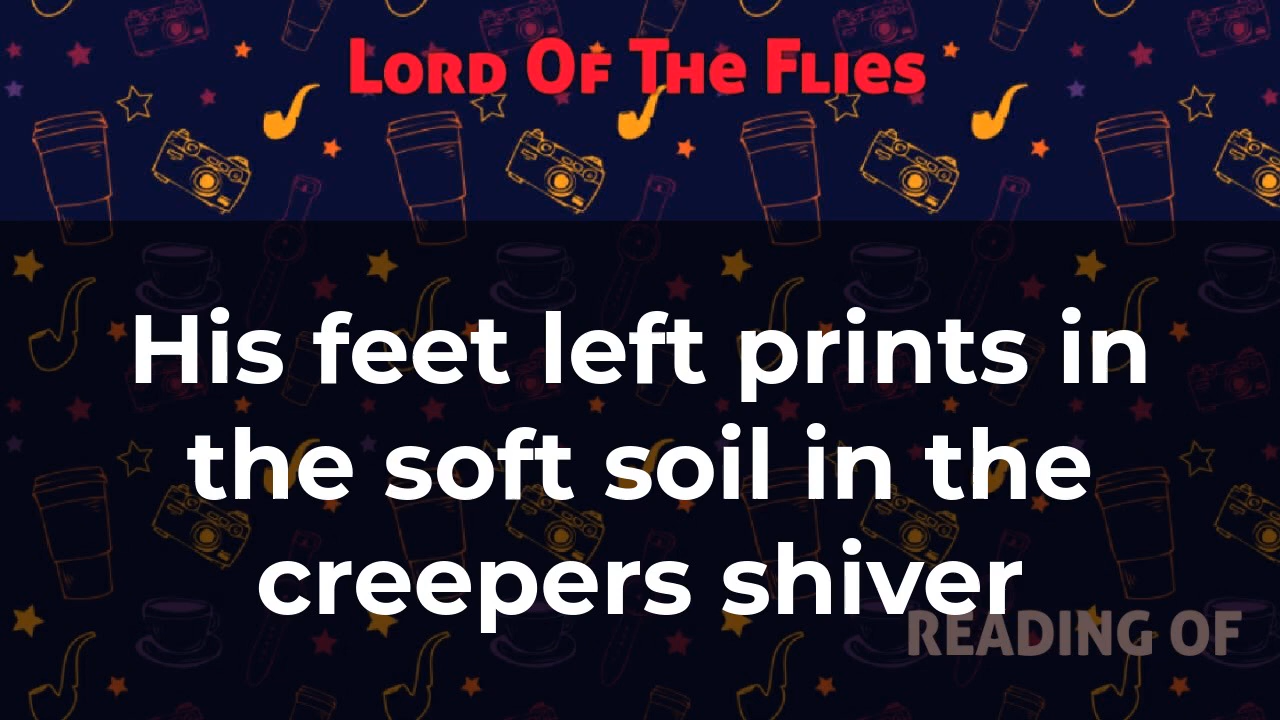 Lord Of The Flies
His feet left prints in
the soft soil in the
creepers shiver
READING OF